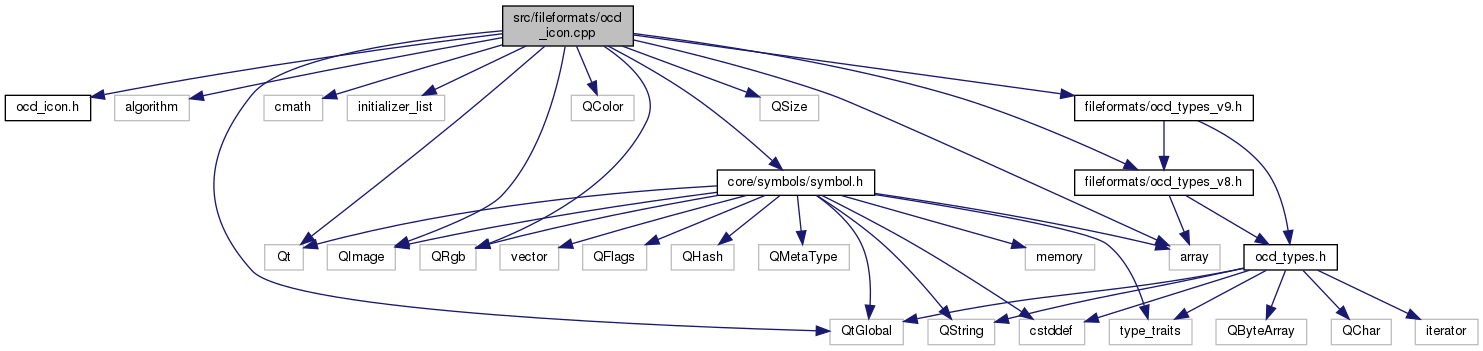 src/fileformats/ocd
_icon.cpp
ocd_icon.h
algorithm
cmath
initializer_list
QColor
QSize
fileformats/ocd_types_v9.h
core/symbols/symbol.h
fileformats/ocd_types_v8.h
Qt
QImage
QRgb
vector
QFlags
QHash
QMetaType
memory
array
ocd_types.h
QtGlobal
QString
cstddef
type_traits
QByteArray
QChar
iterator